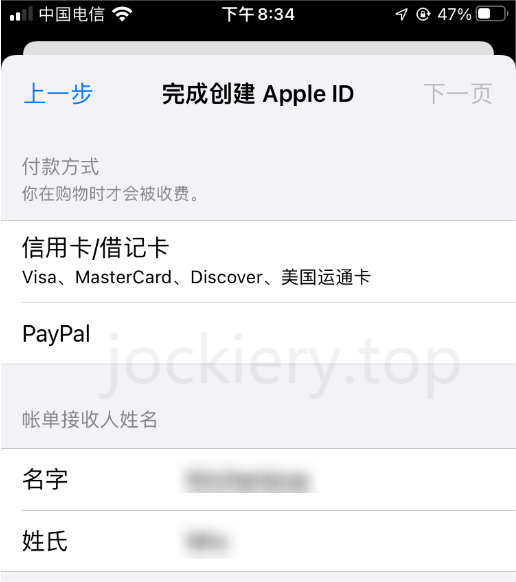 中国电信 下午8:34 47%
上一步 完成创建 Apple ID 下一页
付款方式
你在购物时才会被收费。
信用卡/借记卡
Visa、MasterCard、Discover、美国运通卡
PayPal
jockiery.top
帐单接收人姓名
名字
姓氏